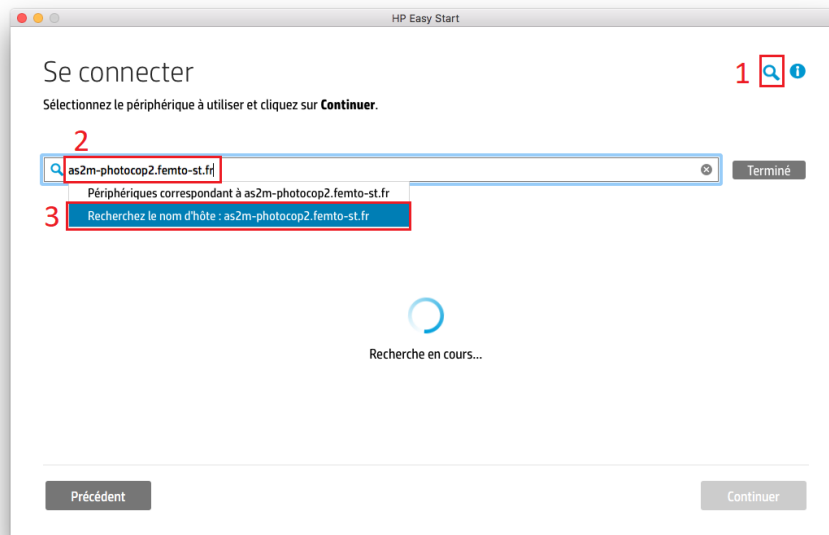 HP Easy Start
Se connecter
1
Sélectionnez le périphérique à utiliser et cliquez sur Continuer.
2
as2m-photocop2.femto-st.fr
Terminé
Périphériques correspondant à as2m-photocop2.femto-st.fr
3 Recherchez le nom d'hôte : as2m-photocop2.femto-st.fr
Recherche en cours...
Précédent
Continuer